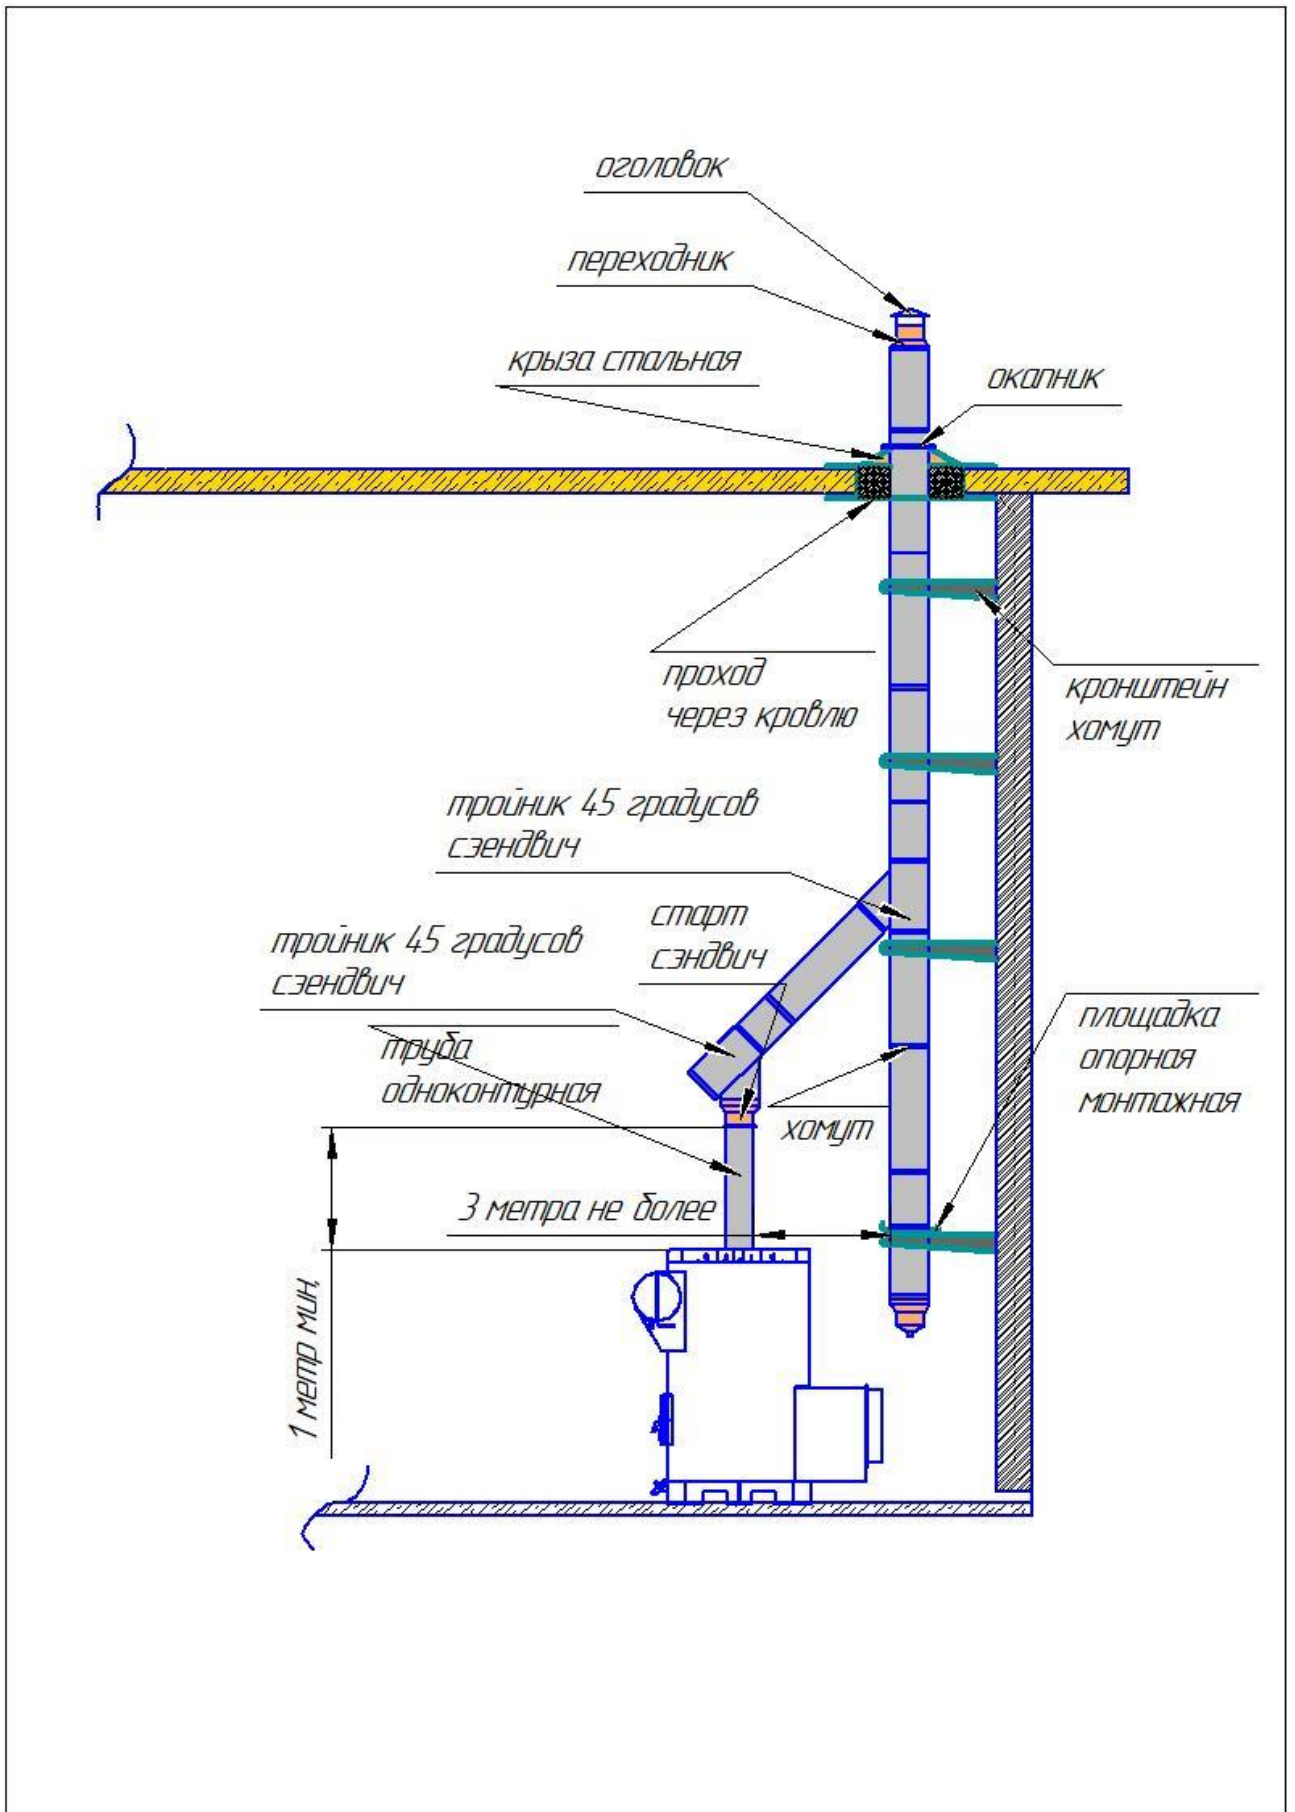 оголовок
переходник
крыза стальная
окапник
проход
через кровлю
кронштейн
хомут
тройник 45 градусов
сэендвич
старт
сэндвич
тройник 45 градусов
сэендвич
площадка
опорная
монтажная
труба
одноконтурная
хомут
3 метра не более
1 метр мин,